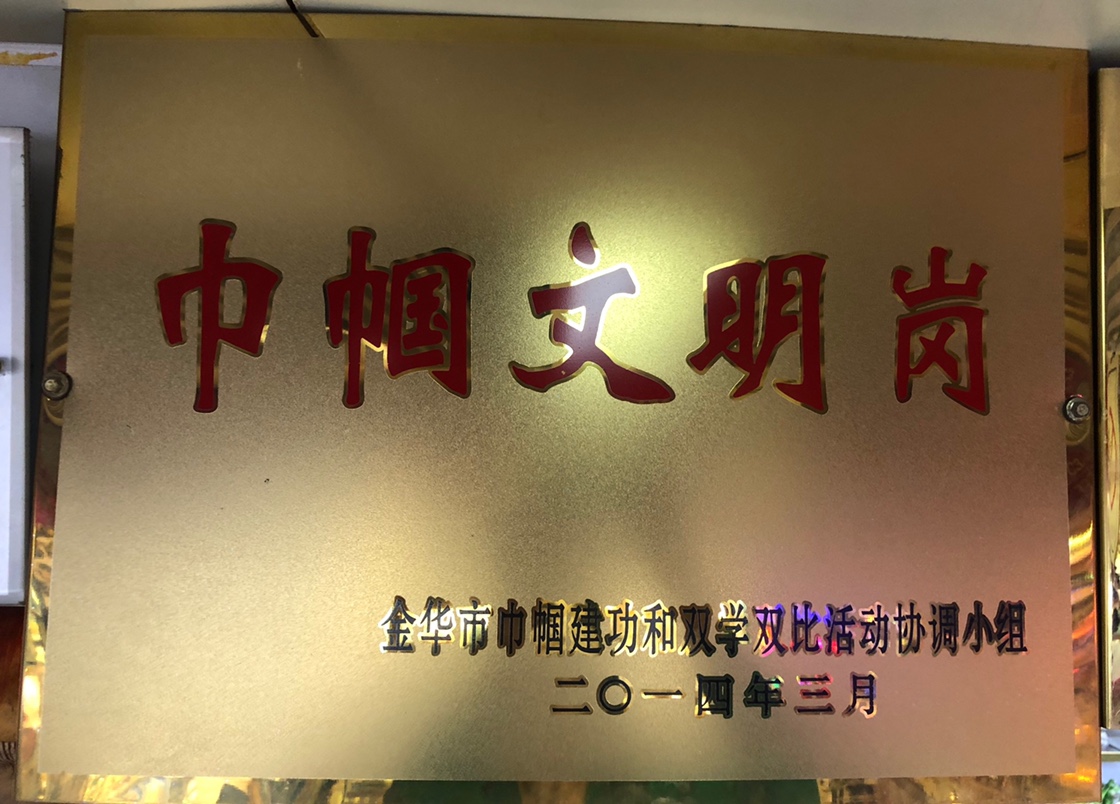 巾帼文明岗
金华市巾帼建功和双学双比活动协调小组
二〇一四年三月